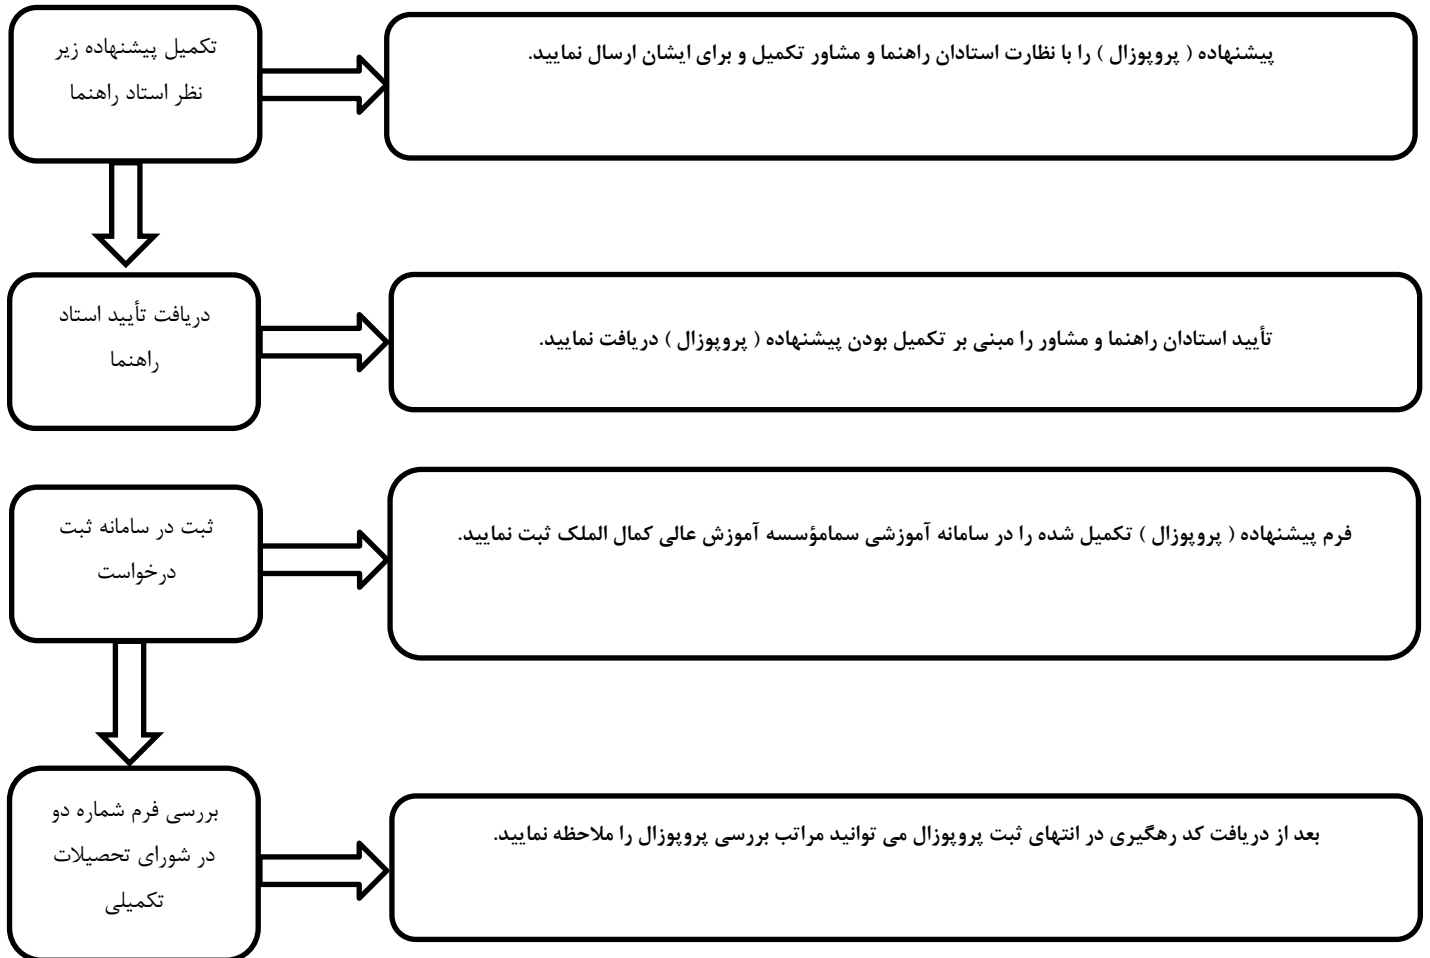 تکمیل پیشنهاده زیر
نظر استاد راهنما
پیشنهاده ( پروپوزال ) را با نظارت استادان راهنما و مشاور تکمیل و برای ایشان ارسال نمایید.
دریافت تأیید استاد
راهنما
تأیید استادان راهنما و مشاور را مبنی بر تکمیل بودن پیشنهاده ( پروپوزال ) دریافت نمایید.
ثبت در سامانه ثبت
درخواست
فرم پیشنهاده ( پروپوزال ) تکمیل شده را در سامانه آموزشی سمامؤسسه آموزش عالی کمال الملک ثبت نمایید.
بررسی فرم شماره دو
در شورای تحصیلات
تکمیلی
بعد از دریافت کد رهگیری در انتهای ثبت پروپوزال می توانید مراتب بررسی پروپوزال را ملاحظه نمایید.